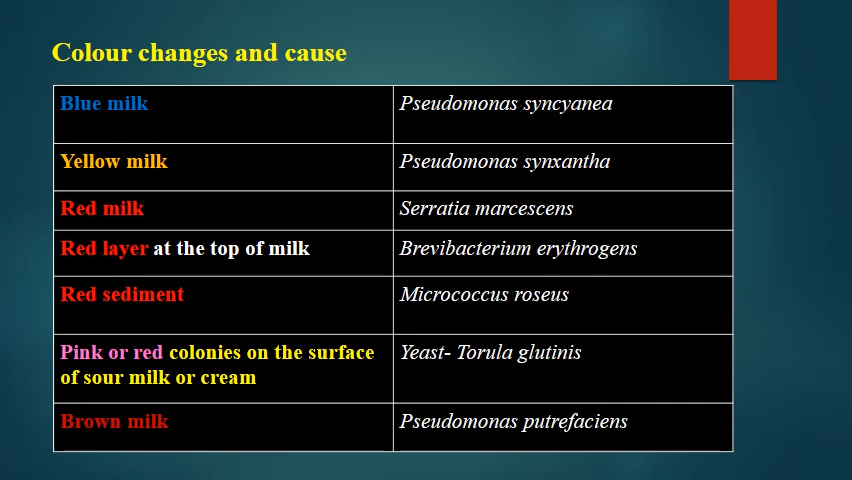 Colour changes and cause
Blue milk
Pseudomonas syncyanea
Yellow milk
Pseudomonas synxantha
Red milk
Serratia marcescens
Red layer at the top of milk
Brevibacterium erythrogens
Red sediment
Micrococcus roseus
Pink or red colonies on the surface
of sour milk or cream
Yeast- Torula glutinis
Brown milk
Pseudomonas putrefaciens